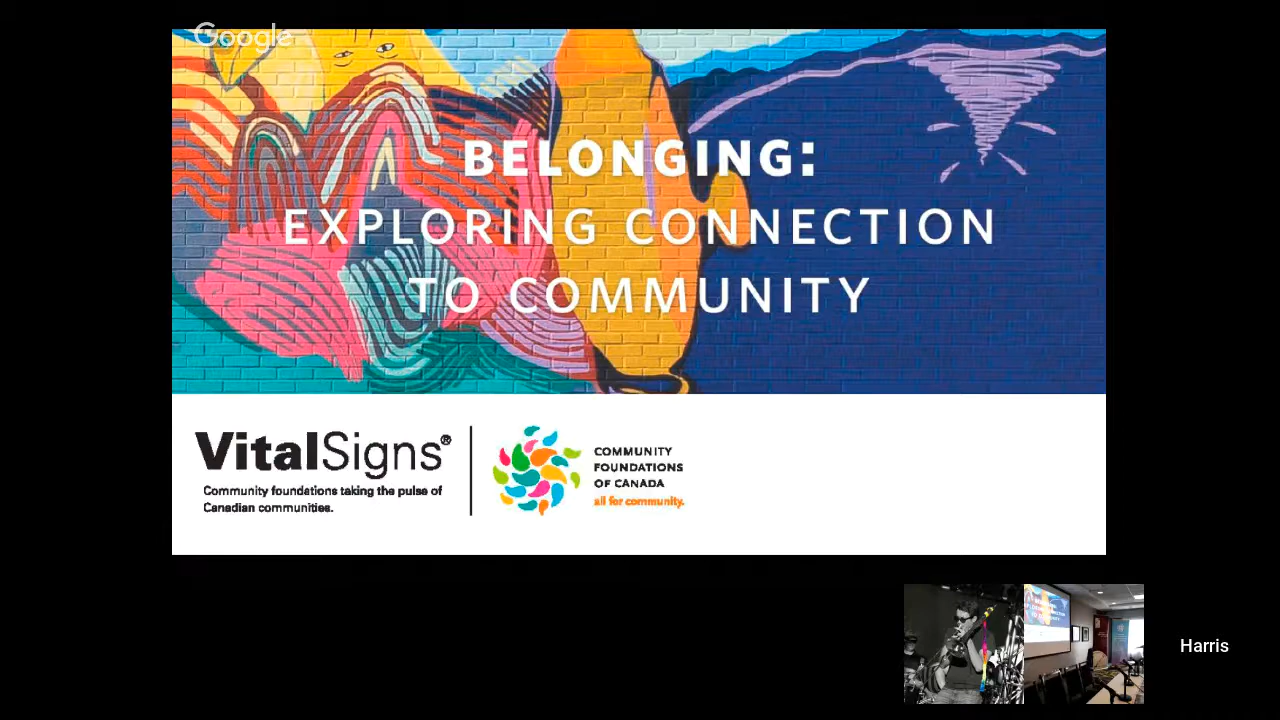 Google
BELONGING:
EXPLORING CONNECTION
TO COMMUNITY
VitalSigns®
Community foundations taking the pulse of
Canadian communities.
COMMUNITY
FOUNDATIONS
OF CANADA
all for community.
Harris